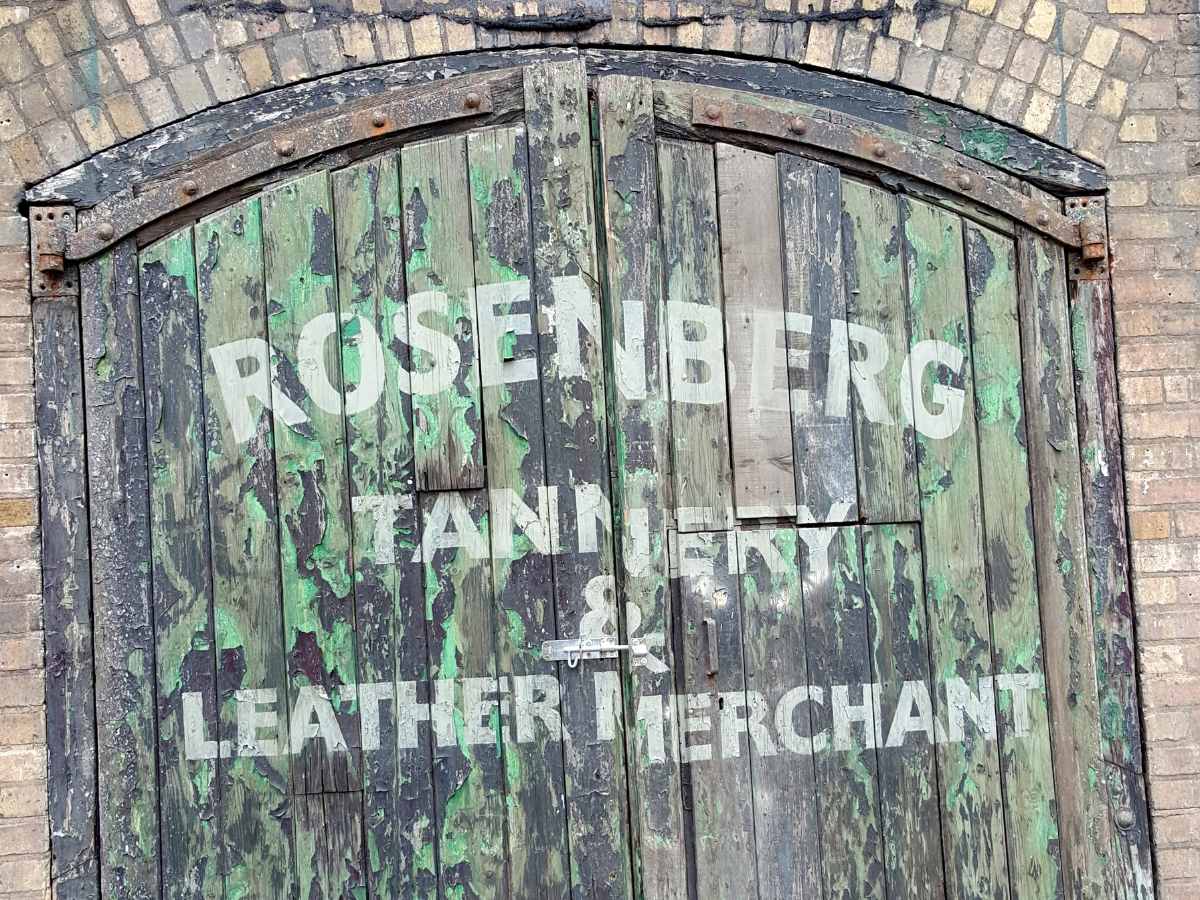 ROSENBERG
TANNERY
&
LEATHER MERCHANT